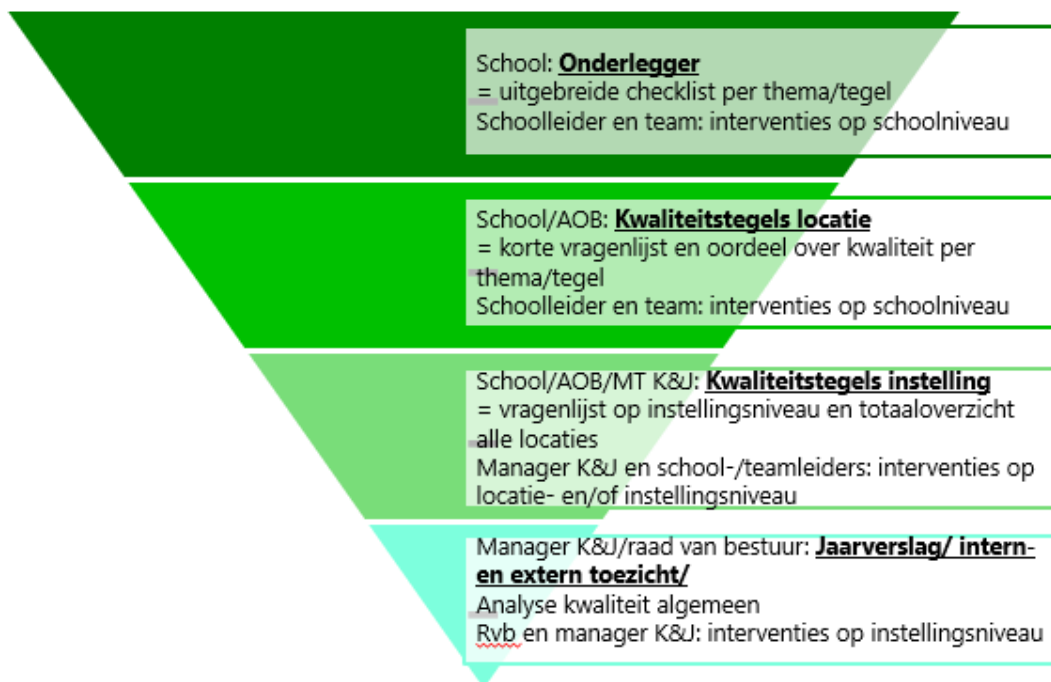 School: Onderlegger
= uitgebreide checklist per thema/tegel
Schoolleider en team: interventies op schoolniveau
School/AOB: Kwaliteitstegels locatie
= korte vragenlijst en oordeel over kwaliteit per
thema/tegel
Schoolleider en team: interventies op schoolniveau
School/AOB/MT K&J: Kwaliteitstegels instelling
= vragenlijst op instellingsniveau en totaaloverzicht
alle locaties
Manager K&J en school-/teamleiders: interventies op
locatie- en/of instellingsniveau
Manager K&J/raad van bestuur: Jaarverslag/ intern-
en extern toezicht/
Analyse kwaliteit algemeen
Rvb en manager K&J: interventies op instellingsniveau